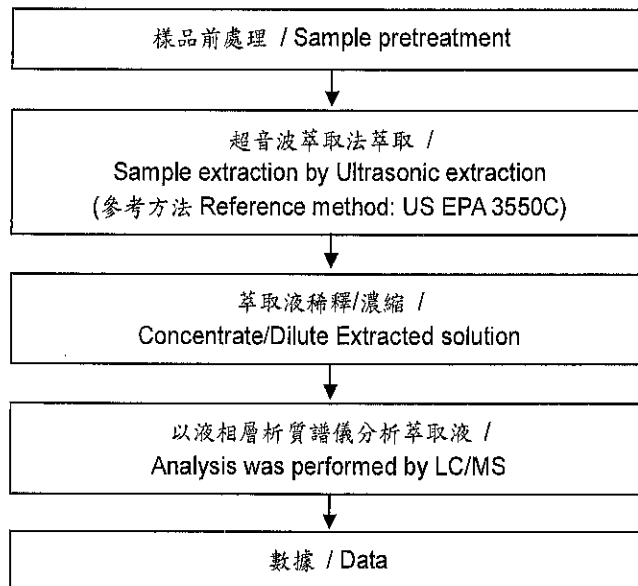 樣品前處理 / Sample pretreatment
超音波萃取法萃取 /
Sample extraction by Ultrasonic extraction
(參考方法 Reference method: US EPA 3550C)
萃取液稀釋/濃縮 /
Concentrate/Dilute Extracted solution
以液相層析質譜儀分析萃取液 /
Analysis was performed by LC/MS
數據 / Data